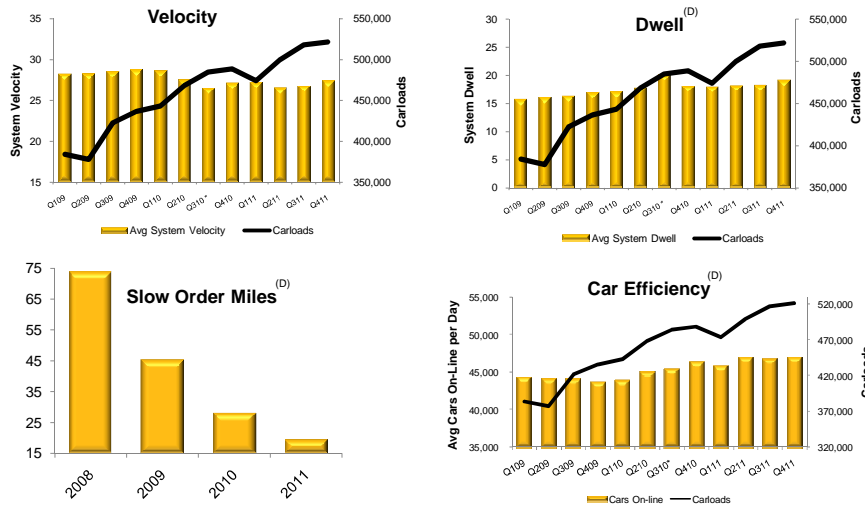 Velocity
35
30
25
20
15
550,000
500,000
450,000
400,000
350,000
System Velocity
Carloads
Q109 Q209 Q309 Q409 Q110 Q210 Q310* Q410 Q111 Q211 Q311 Q411
Avg System Velocity Carloads
Dwell (D)
30
25
20
15
10
5
0
550,000
500,000
450,000
400,000
350,000
System Dwell
Carloads
Q109 Q209 Q309 Q409 Q110 Q210 Q310* Q410 Q111 Q211 Q311 Q411
Avg System Dwell Carloads
Slow Order Miles (D)
75
65
55
45
35
25
15
2008 2009 2010 2011
Car Efficiency (D)
55,000
50,000
45,000
40,000
35,000
520,000
470,000
420,000
370,000
320,000
Avg Cars On-Line per Day
Carloads
Q109 Q209 Q309 Q409 Q110 Q210 Q310* Q410 Q111 Q211 Q311 Q411
Cars On-line Carloads